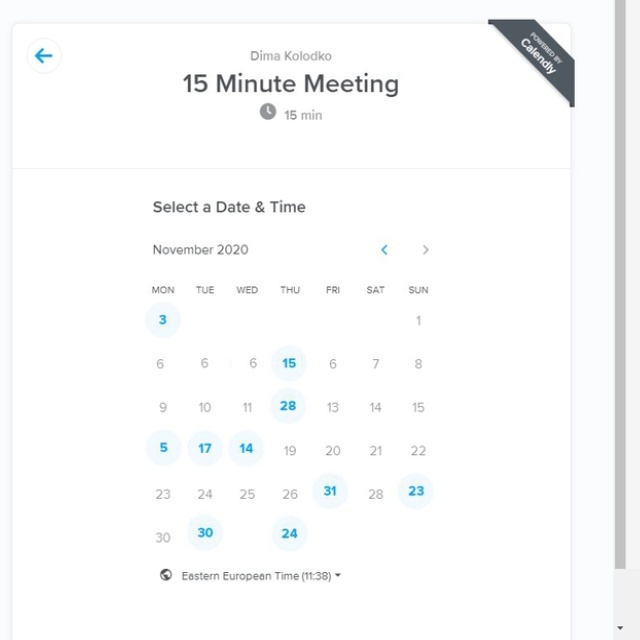 POWERED BY
Calendly
Dima Kolodko
15 Minute Meeting
15 min
Select a Date & Time
November 2020
MON TUE WED THU FRI SAT SUN
3 1
6 6 6 15 6 7 8
9 10 11 28 13 14 15
5 17 14 19 20 21 22
23 24 25 26 31 28 23
30 30 24
Eastern European Time (11:38)